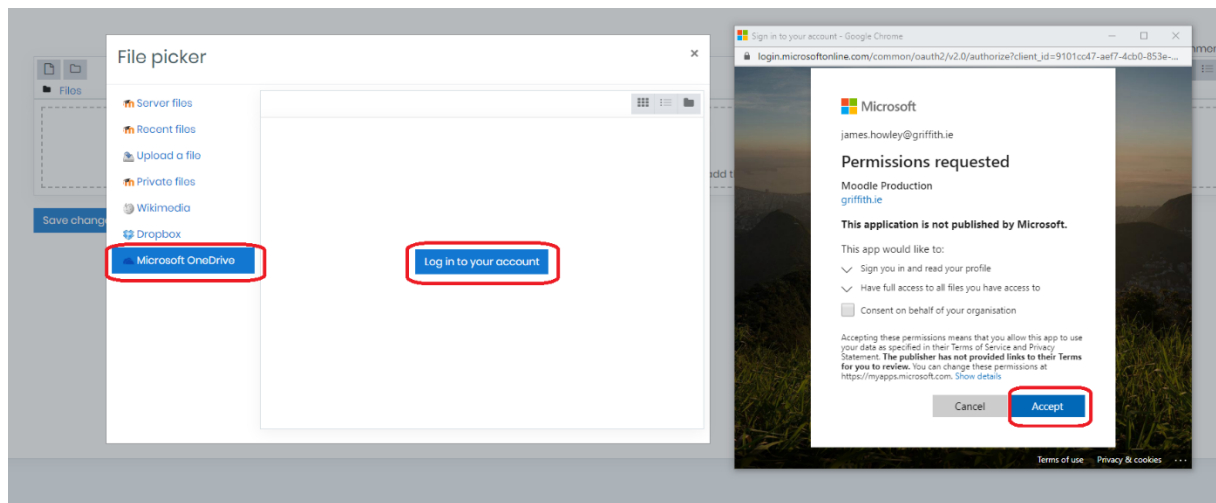 File picker
×
Files
Server files
Recent files
Upload a file
Private files
Wikimedia
Dropbox
Microsoft OneDrive
Log in to your account
Save chang
add t
Sign in to your account - Google Chrome
login.microsoftonline.com/common/oauth2/v2.0/authorize?client_id=9101cc47-aef7-4cb0-853e-...
Microsoft
james.howley@griffith.ie
Permissions requested
Moodle Production
griffith.ie
This application is not published by Microsoft.
This app would like to:
Sign you in and read your profile
Have full access to all files you have access to
Consent on behalf of your organisation
Accepting these permissions means that you allow this app to use
your data as specified in their Terms of Service and Privacy
Statement. The publisher has not provided links to their Terms
for you to review. You can change these permissions at
https://myapps.microsoft.com. Show details
Cancel
Accept
Terms of use
Privacy & cookies
...